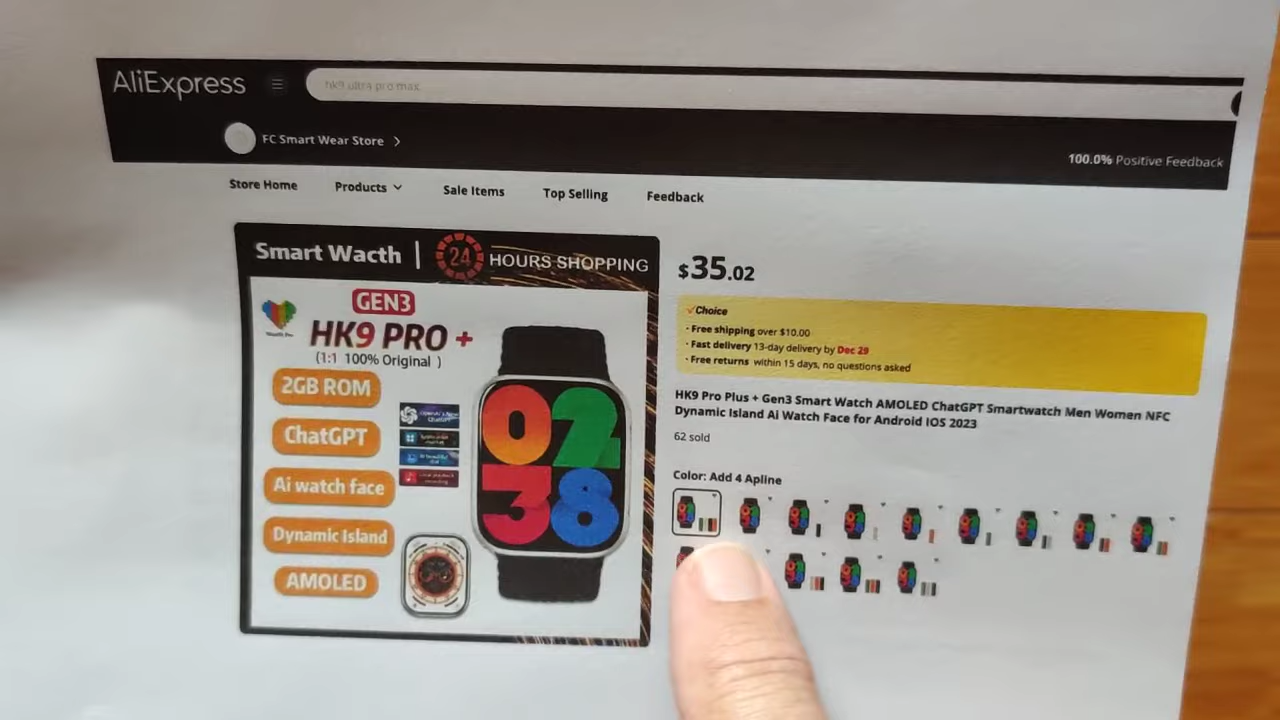 AliExpress
hk9 ultra pro max
FC Smart Wear Store >
100.0% Positive Feedback
Store Home Products Sale Items Top Selling Feedback
Smart Wacth | 24 HOURS SHOPPING
GEN3
HK9 PRO +
(1:1 100% Original )
2GB ROM
ChatGPT
Ai watch face
Dynamic Island
AMOLED
02
38
$35.02
✓Choice
· Free shipping over $10.00
· Fast delivery 13-day delivery by Dec 29
· Free returns within 15 days, no questions asked
HK9 Pro Plus + Gen3 Smart Watch AMOLED ChatGPT Smartwatch Men Women NFC
Dynamic Island Ai Watch Face for Android IOS 2023
62 sold
Color: Add 4 Apline